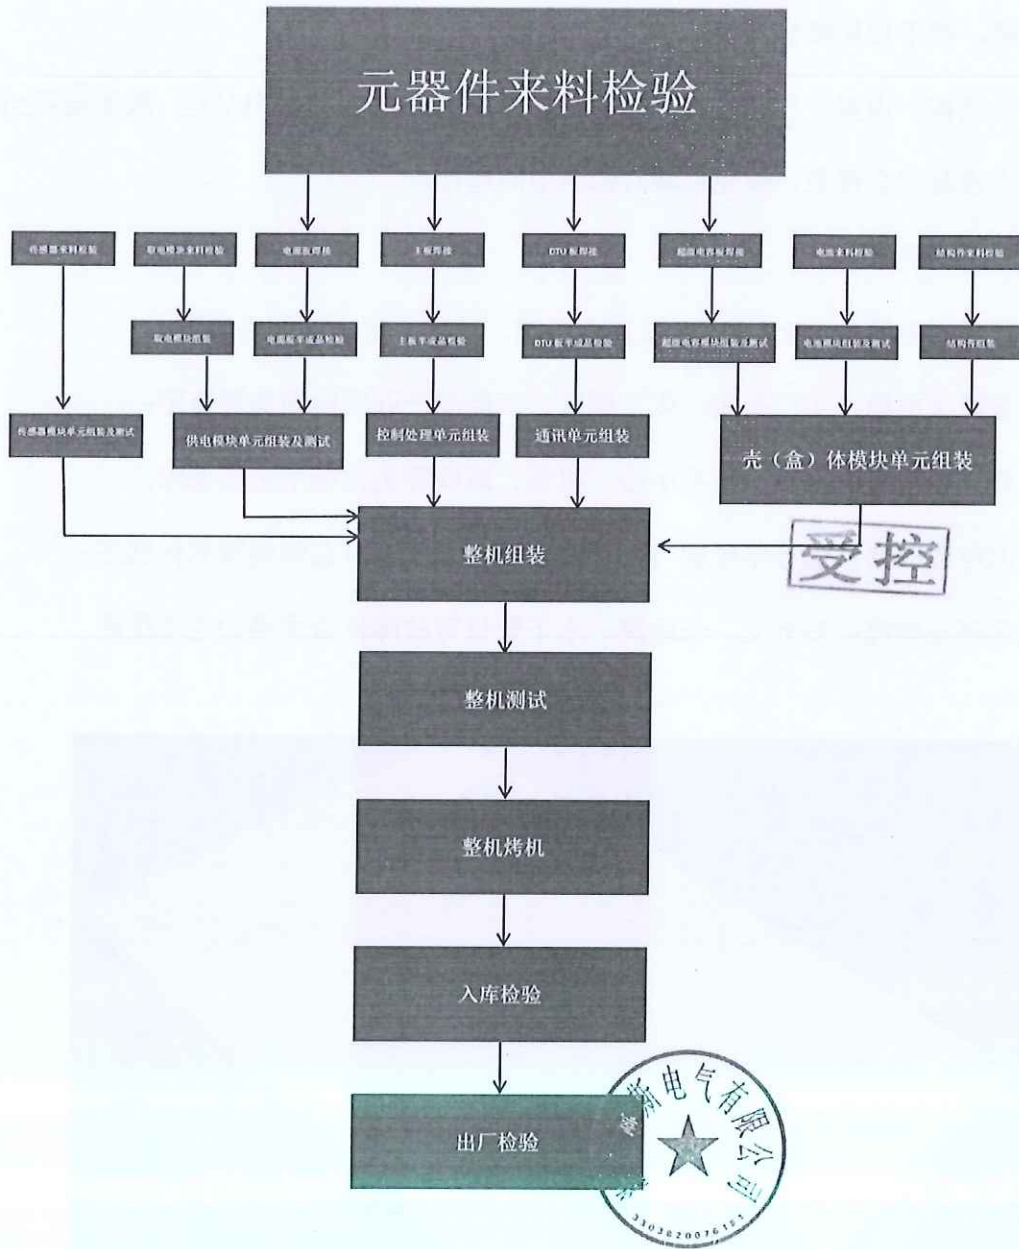 元器件来料检验
传感器来料检验
取电模块来料检验
电源板焊接
主板焊接
DTU 板焊接
超级电容板焊接
电池来料检验
结构件来料检验
取电模块组装
电源板半成品检验
主板半成品检验
DTU 板半成品检验
超级电容模块组装及测试
电池模块组装及测试
结构件组装
传感器模块单元组装及测试
供电模块单元组装及测试
控制处理单元组装
通讯单元组装
壳（盒）体模块单元组装
整机组装
受控
整机测试
整机烤机
入库检验
出厂检验
电气有限公司